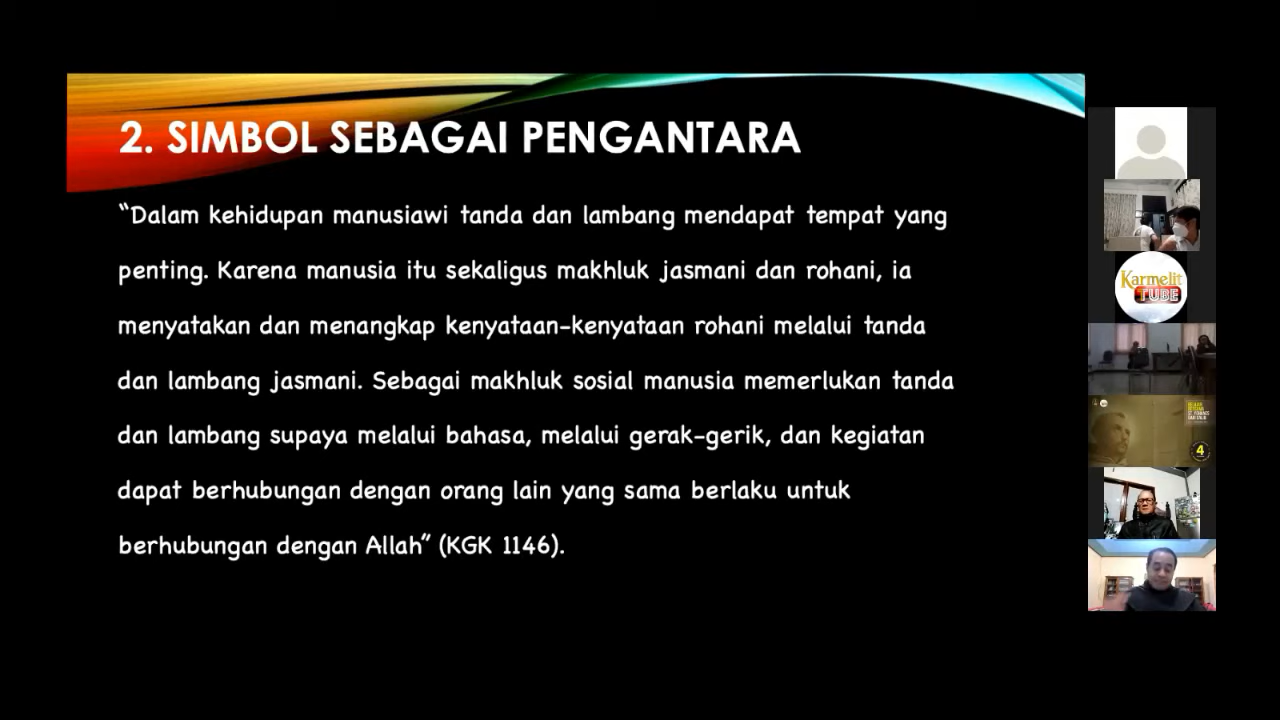 2. SIMBOL SEBAGAI PENGANTARA
“Dalam kehidupan manusiawi tanda dan lambang mendapat tempat yang
penting. Karena manusia itu sekaligus makhluk jasmani dan rohani, ia
menyatakan dan menangkap kenyataan-kenyataan rohani melalui tanda
dan lambang jasmani. Sebagai makhluk sosial manusia memerlukan tanda
dan lambang supaya melalui bahasa, melalui gerak-gerik, dan kegiatan
dapat berhubungan dengan orang lain yang sama berlaku untuk
berhubungan dengan Allah” (KGK 1146).
Karmelit
TUBE
4